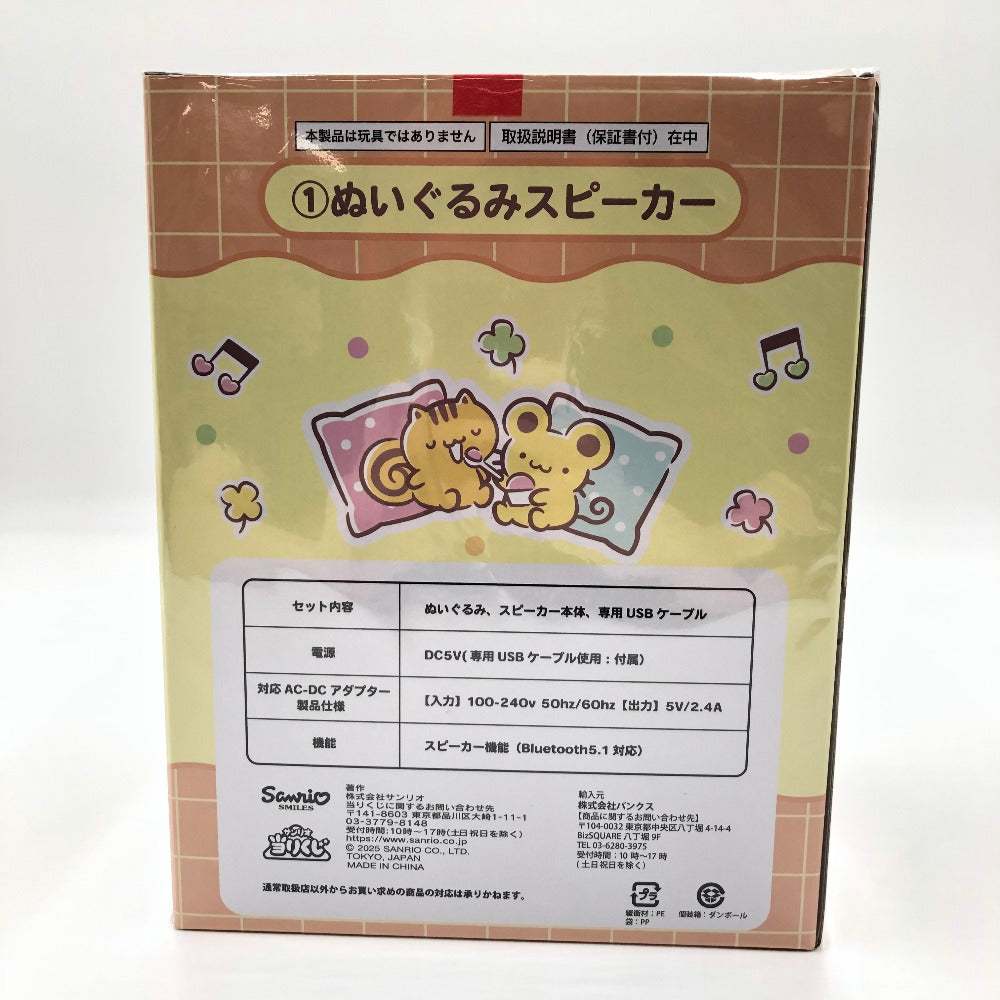 本製品は玩具ではありません
取扱説明書（保証書付）在中
①ぬいぐるみスピーカー
セット内容
ぬいぐるみ、スピーカー本体、専用USBケーブル
電源
DC5V(専用USBケーブル使用：付属)
対応AC-DCアダプター
製品仕様
【入力】100-240v 50hz/60hz【出力】5V/2.4A
機能
スピーカー機能（Bluetooth5.1対応）
Sanrio
SMILES
サンリオ
当りくじ
著作
株式会社サンリオ
当りくじに関するお問い合わせ先
〒141-8603 東京都品川区大崎1-11-1
03-3779-8148
受付時間:10時〜17時(土日祝日を除く)
https://www.sanrio.co.jp
© 2025 SANRIO CO., LTD.
TOKYO, JAPAN
MADE IN CHINA
輸入元
株式会社バンクス
【商品に関するお問い合わせ先】
〒104-0032 東京都中央区八丁堀 4-14-4
BizSQUARE 八丁堀 9F
TEL 03-6280-3975
受付時間：10時〜17時
(土日祝日を除く)
通常取扱店以外からお買い求めの商品の対応は承りかねます。
プラ
緩衝材：PE
袋：PP
個装箱：ダンボール